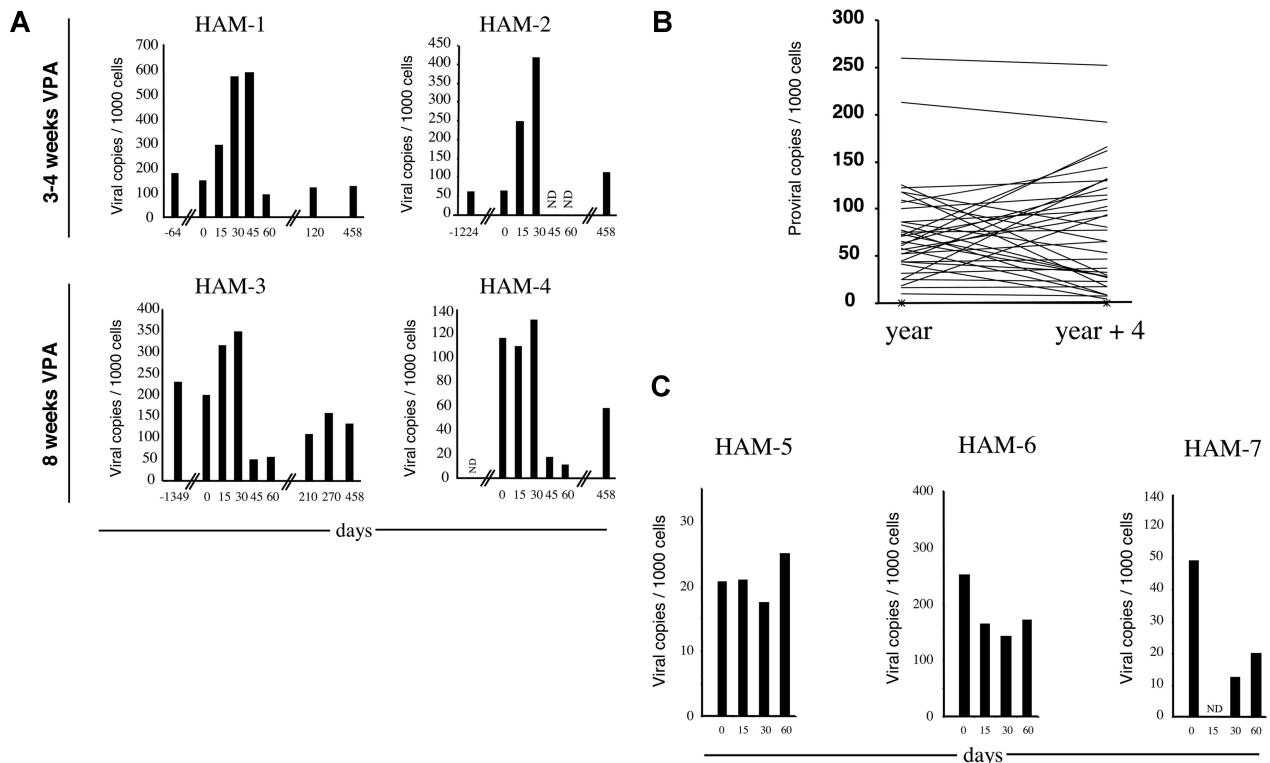 A
3-4 weeks VPA
HAM-1
Viral copies / 1000 cells
700
600
500
400
300
200
100
0
-64 0 15 30 45 60 120 458
HAM-2
Viral copies / 1000 cells
450
400
350
300
250
200
150
100
50
0
ND ND
-1224 0 15 30 45 60 458
8 weeks VPA
HAM-3
Viral copies / 1000 cells
400
350
300
250
200
150
100
50
0
-1349 0 15 30 45 60 210 270 458
HAM-4
Viral copies / 1000 cells
140
120
100
80
60
40
20
0
ND
0 15 30 45 60 458
days
B
Proviral copies / 1000 cells
300
250
200
150
100
50
0
year year + 4
C
HAM-5
Viral copies / 1000 cells
30
20
10
0
0 15 30 60
HAM-6
Viral copies / 1000 cells
400
300
200
100
0
0 15 30 60
HAM-7
Viral copies / 1000 cells
140
120
50
40
30
20
10
0
ND
0 15 30 60
days